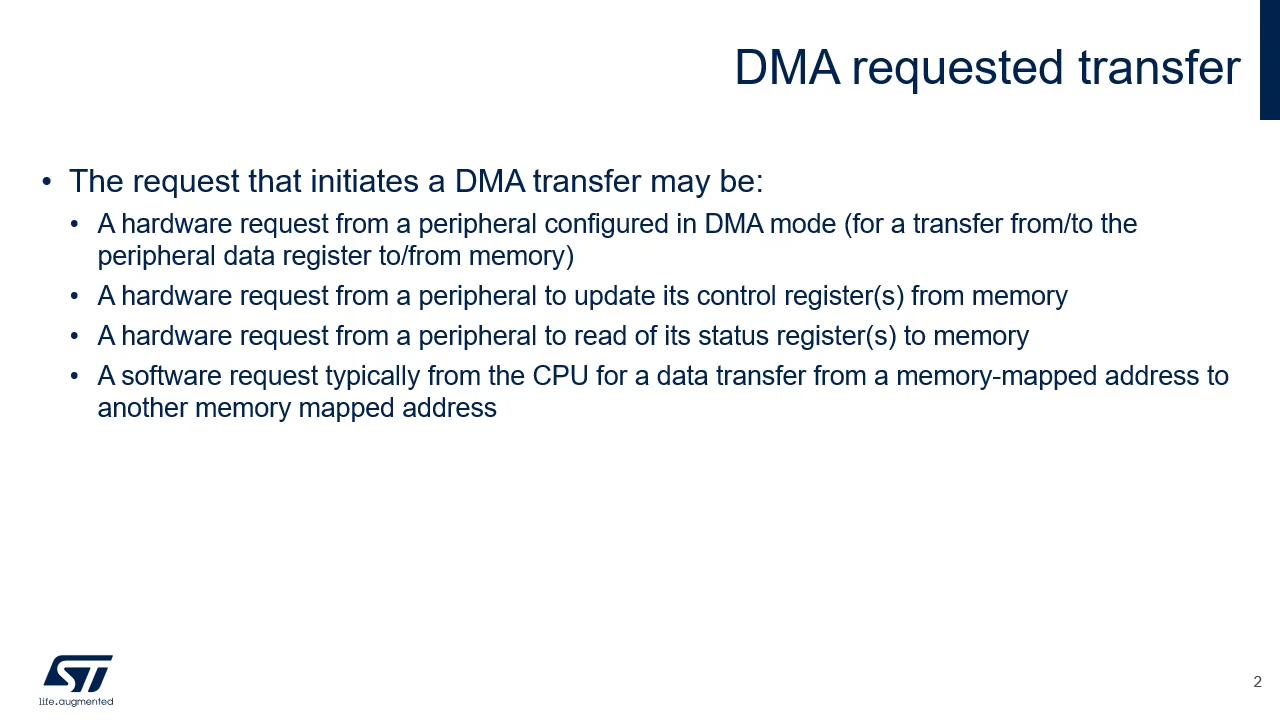 DMA requested transfer
• The request that initiates a DMA transfer may be:
• A hardware request from a peripheral configured in DMA mode (for a transfer from/to the
peripheral data register to/from memory)
• A hardware request from a peripheral to update its control register(s) from memory
• A hardware request from a peripheral to read of its status register(s) to memory
• A software request typically from the CPU for a data transfer from a memory-mapped address to
another memory mapped address
ST
life.augmented
2